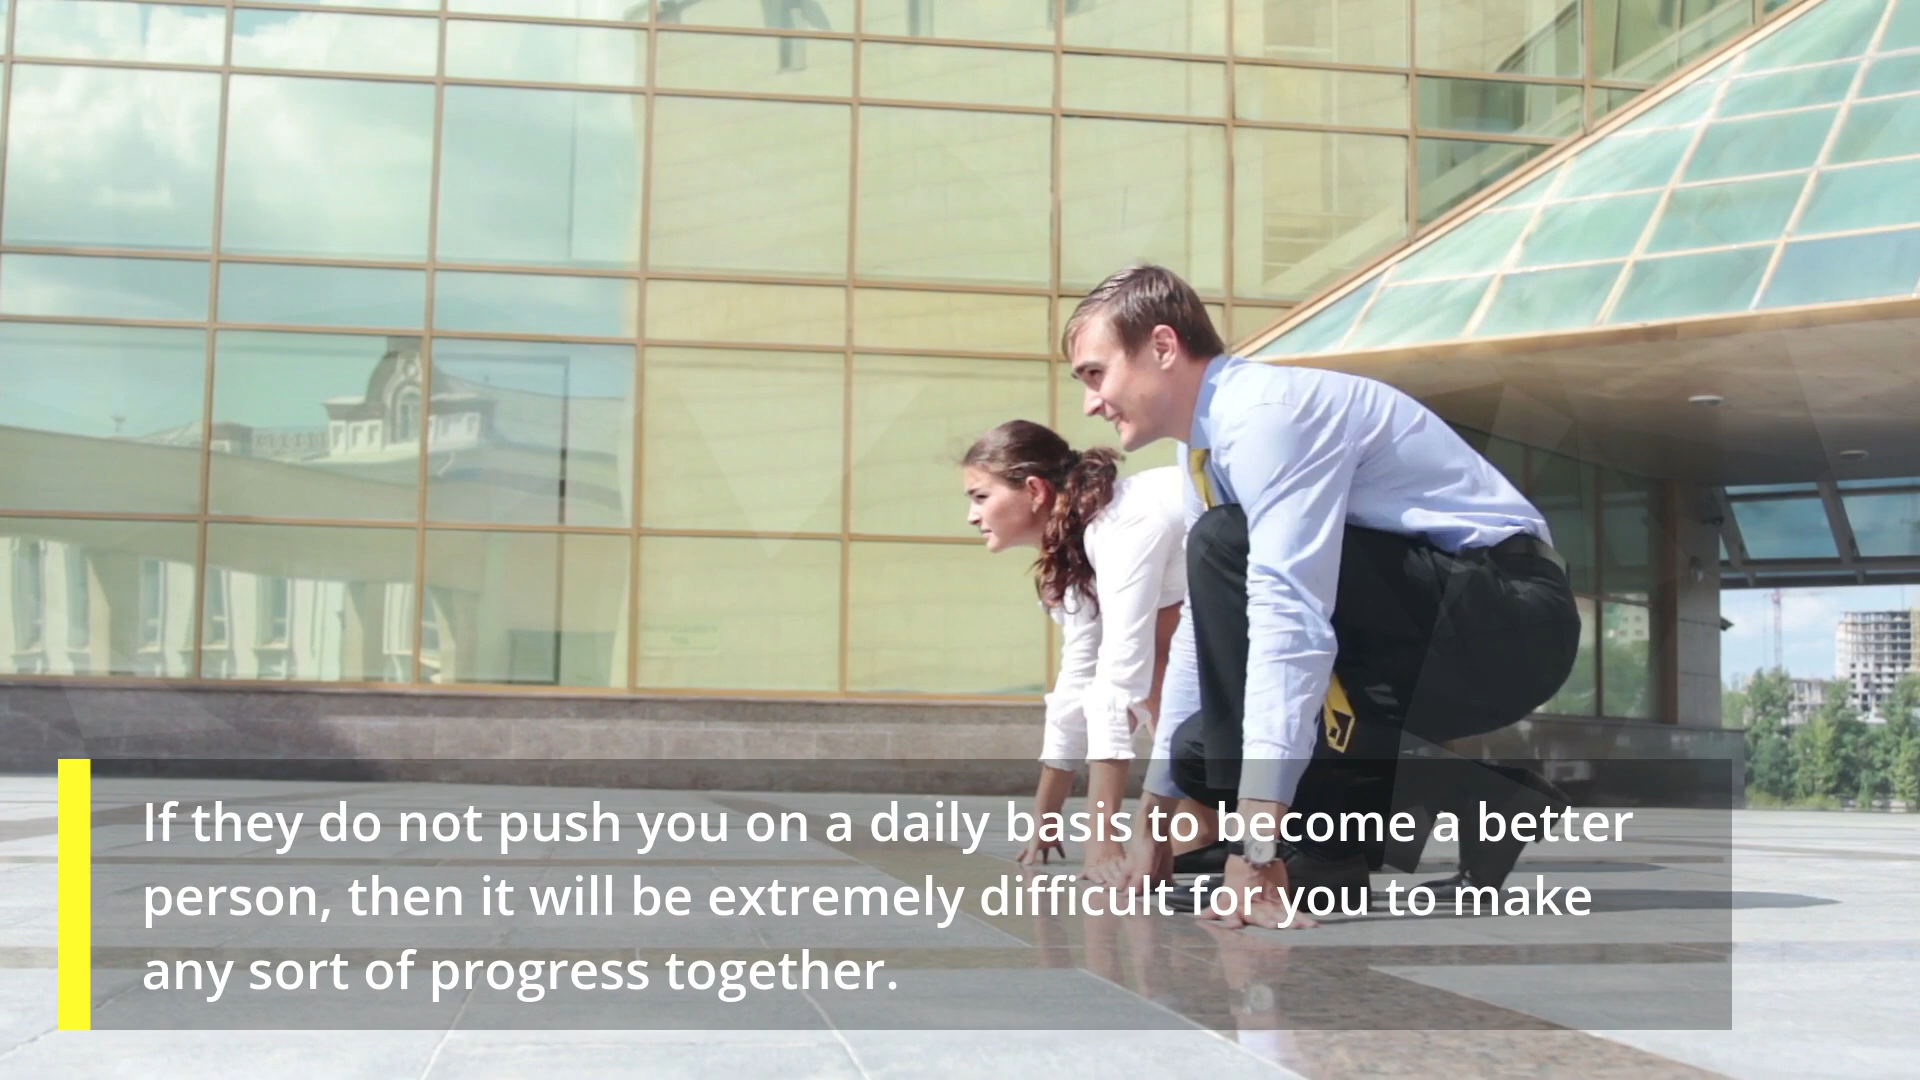 If they do not push you on a daily basis to become a better
person, then it will be extremely difficult for you to make
any sort of progress together.